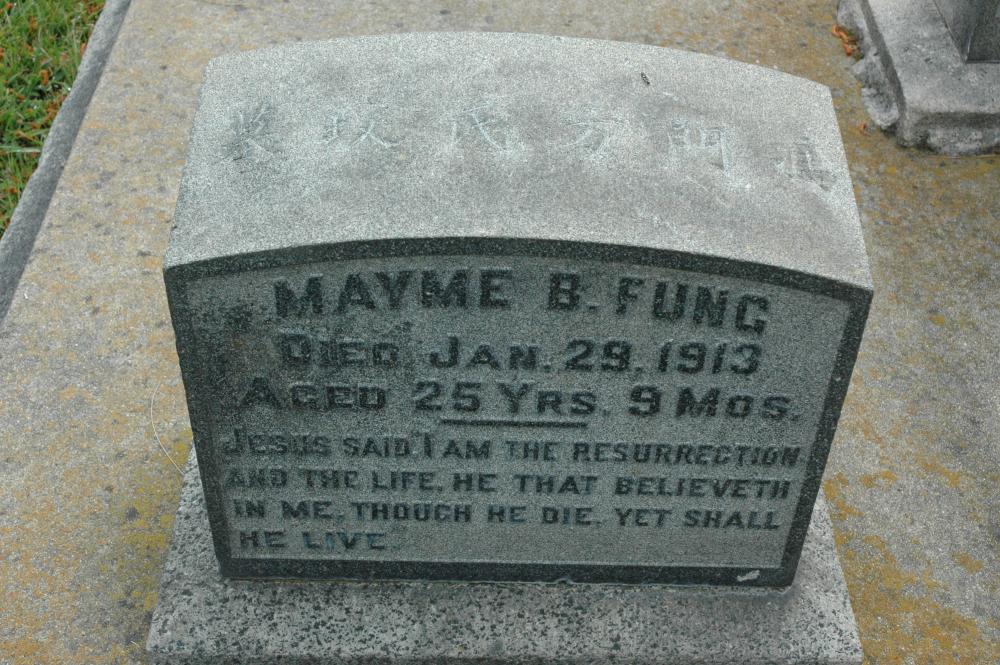 門方氏玖
MAYME B. FUNG
DIED JAN. 29. 1913
AGED 25 YRS. 9 MOS.
JESUS SAID "I AM THE RESURRECTION
AND THE LIFE. HE THAT BELIEVETH
IN ME, THOUGH HE DIE, YET SHALL
HE LIVE.